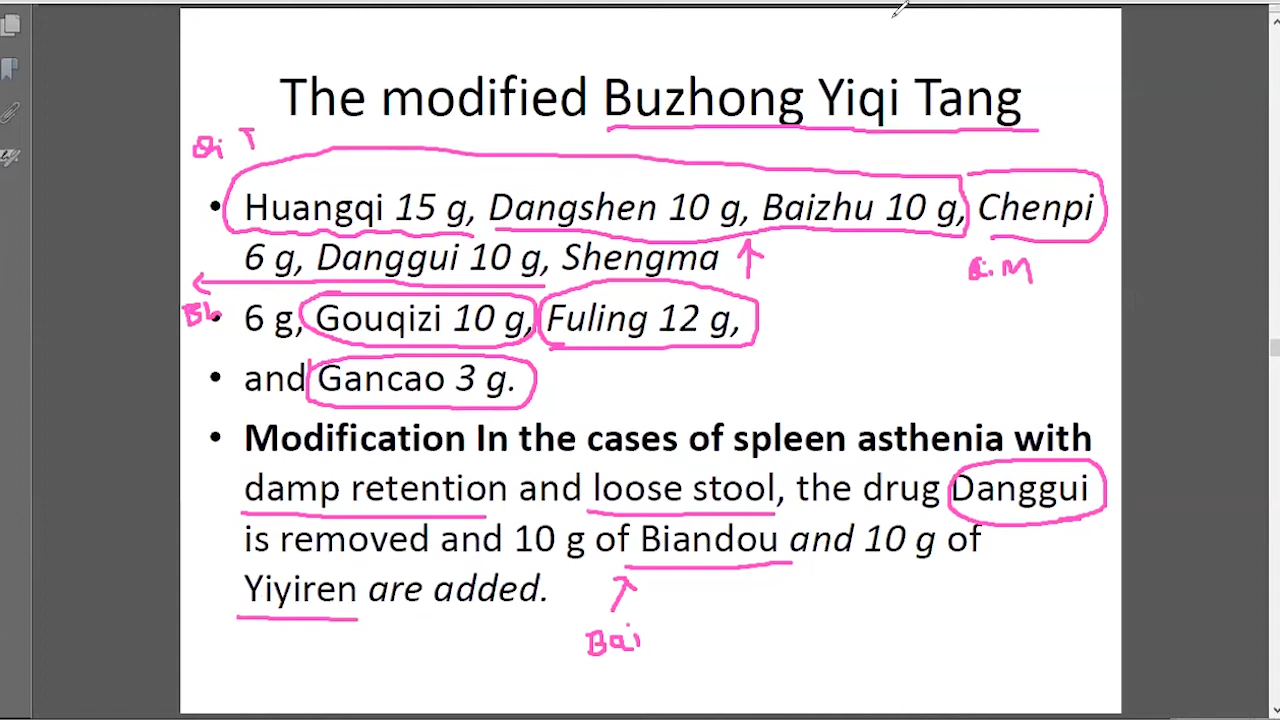 The modified Buzhong Yiqi Tang
Qi T
• Huangqi 15 g, Dangshen 10 g, Baizhu 10 g, Chenpi
6 g, Danggui 10 g, Shengma
Bl
• 6 g, Gouqizi 10 g, Fuling 12 g,
• and Gancao 3 g.
• Modification In the cases of spleen asthenia with
damp retention and loose stool, the drug Danggui
is removed and 10 g of Biandou and 10 g of
Yiyiren are added.
Bai